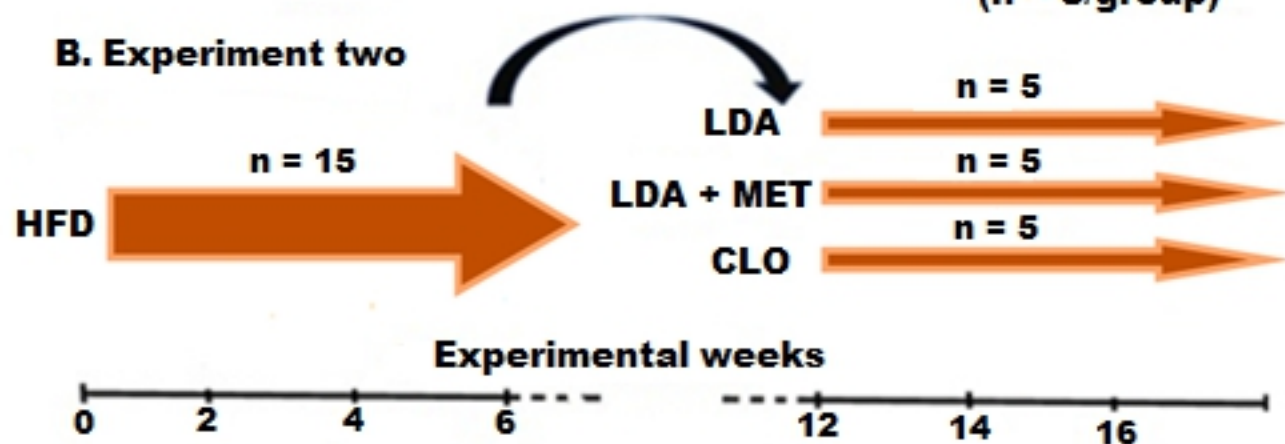 B. Experiment two
n = 15
HFD
LDA
n = 5
LDA + MET
n = 5
CLO
n = 5
Experimental weeks
0 2 4 6 12 14 16